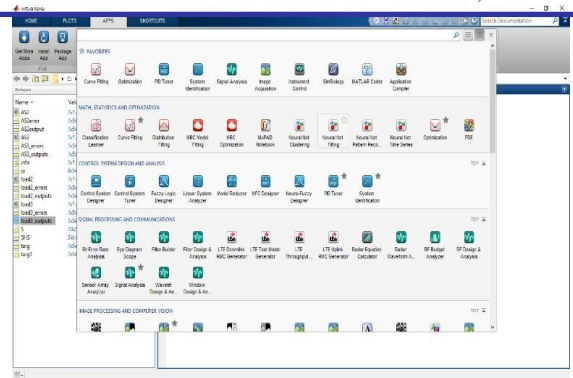 HOME PLOTS APPS SHORTCUTS Search Documentation
Get More Apps
Install App
Package App
FILE
FAVORITES
Curve Fitting Optimization PID Tuner System Identification Signal Analysis Image Acquisition Instrument Control SimBiology MATLAB Coder Application Compiler
MATH, STATISTICS AND OPTIMIZATION
Classification Learner Curve Fitting Distribution Fitting MBC Model Fitting MBC Optimization MuPAD Notebook Neural Net Clustering Neural Net Fitting Neural Net Pattern Reco... Neural Net Time Series Optimization PDE
CONTROL SYSTEM DESIGN AND ANALYSIS TOP
Control System Designer Control System Tuner Fuzzy Logic Designer Linear System Analyzer Model Reducer MPC Designer Neuro-Fuzzy Designer PID Tuner System Identification
SIGNAL PROCESSING AND COMMUNICATIONS TOP
Bit Error Rate Analysis Eye Diagram Scope Filter Builder Filter Design & Analysis LTE Downlink RMC Generator LTE Test Model Generator LTE Throughput ... LTE Uplink RMC Generator Radar Equation Calculator Radar Waveform A... RF Budget Analyzer RF Design & Analysis
Sensor Array Analyzer Signal Analysis Wavelet Design & An... Window Design & An...
IMAGE PROCESSING AND COMPUTER VISION TOP
Workspace
Name
AS2
AS2error
AS2output
AS3
AS3_errors
AS3_outputs
info
ip
load2
load2_errors
load2_outputs
load3
load3_errors
load3_outputs
S
SHS
targ
targ1